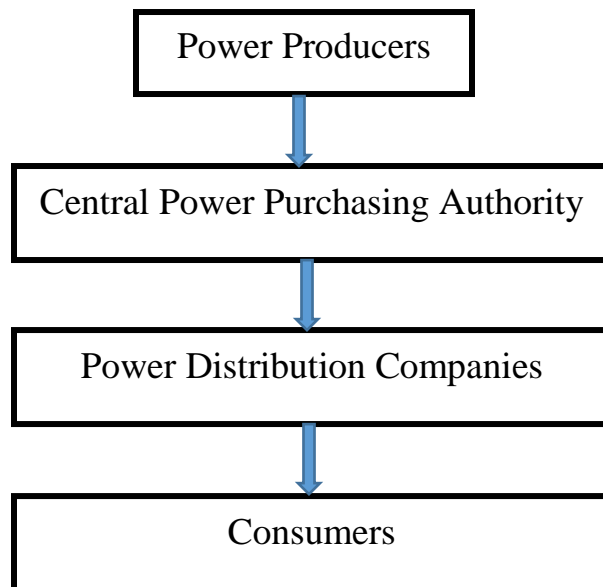 Power Producers
Central Power Purchasing Authority
Power Distribution Companies
Consumers